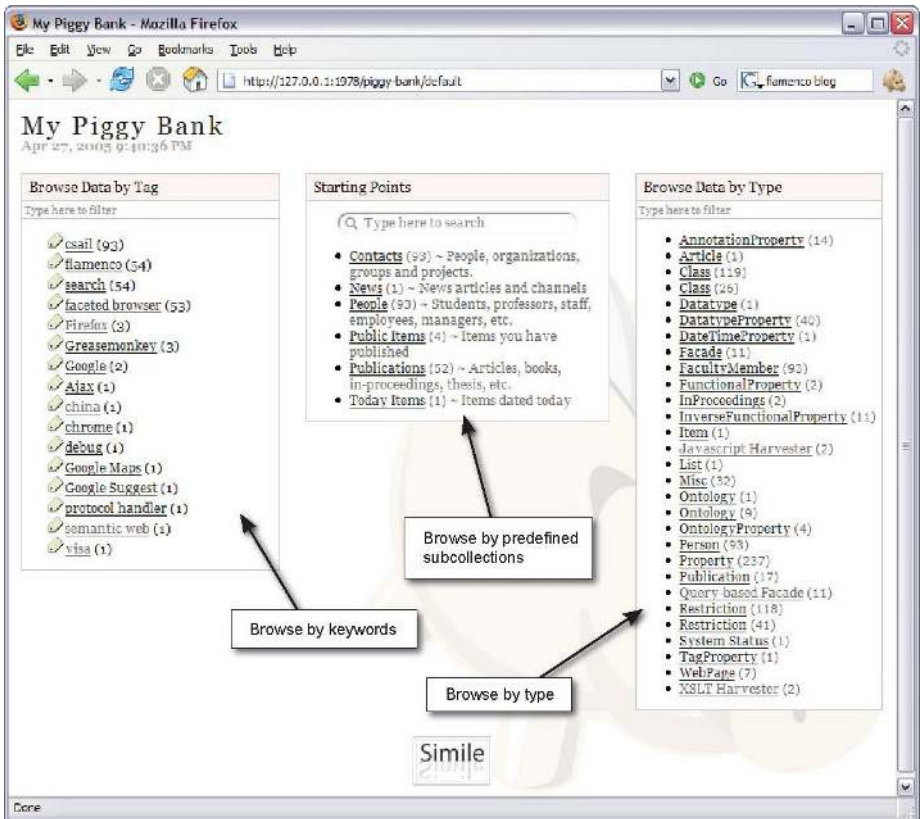 My Piggy Bank - Mozilla Firefox
File Edit View Go Bookmarks Tools Help
http://127.0.0.1:1978/piggy-bank/default
Go
flamenco blog
My Piggy Bank
Apr 27, 2005 9:40:36 PM
Browse Data by Tag
Type here to filter
csail (93)
flamenco (54)
search (54)
faceted browser (53)
Firefox (3)
Greasemonkey (3)
Google (2)
Ajax (1)
china (1)
chrome (1)
debug (1)
Google Maps (1)
Google Suggest (1)
protocol handler (1)
semantic web (1)
visa (1)
Browse by keywords
Starting Points
Type here to search
Contacts (93) ~ People, organizations,
groups and projects.
News (1) ~ News articles and channels
People (93) ~ Students, professors, staff,
employees, managers, etc.
Public Items (4) ~ Items you have
published
Publications (52) ~ Articles, books,
in-proceedings, thesis, etc.
Today Items (1) ~ Items dated today
Browse by predefined
subcollections
Browse Data by Type
Type here to filter
AnnotationProperty (14)
Article (1)
Class (119)
Class (26)
Datatype (1)
DatatypeProperty (40)
DateTimeProperty (1)
Facade (11)
FacultyMember (93)
FunctionalProperty (2)
InProceedings (2)
InverseFunctionalProperty (11)
Item (1)
Javascript Harvester (2)
List (1)
Misc (32)
Ontology (1)
Ontology (9)
OntologyProperty (4)
Person (93)
Property (237)
Publication (17)
Query-based Facade (11)
Restriction (118)
Restriction (41)
System Status (1)
TagProperty (1)
WebPage (7)
XSLT Harvester (2)
Browse by type
Simile
Done